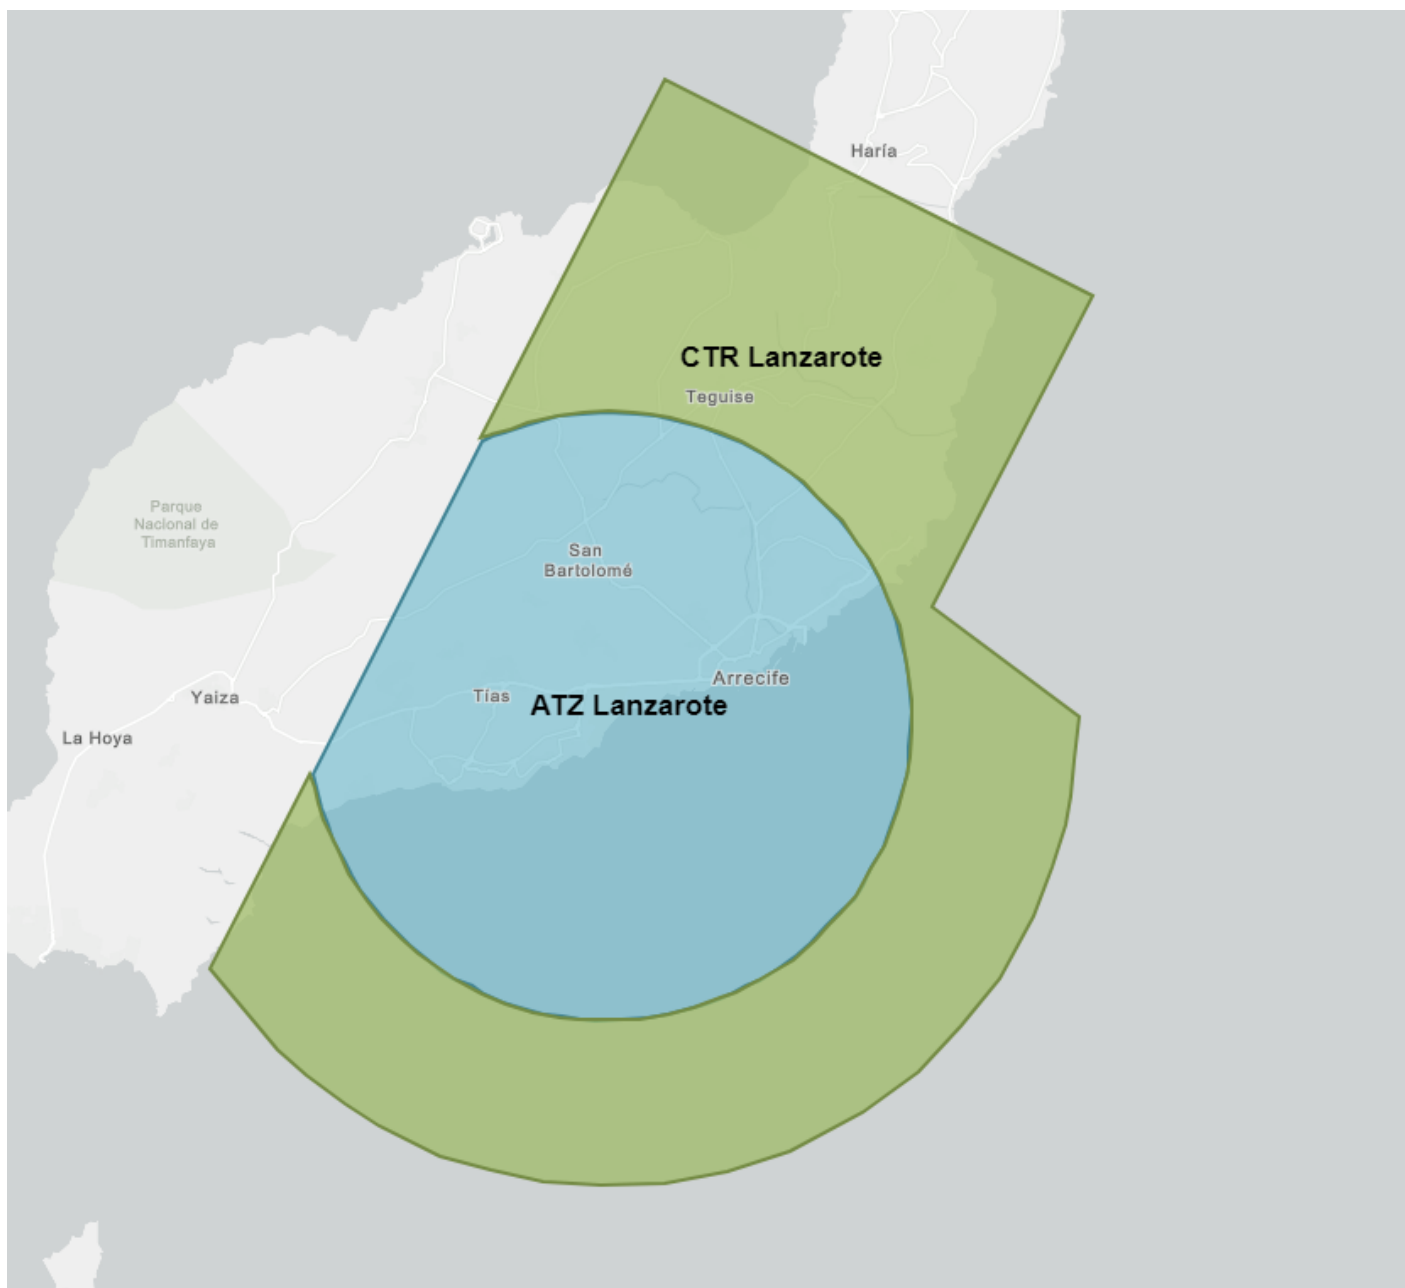 Haría
CTR Lanzarote
Teguise
Parque
Nacional de
Timanfaya
San
Bartolomé
Arrecife
Tías
ATZ Lanzarote
Yaiza
La Hoya